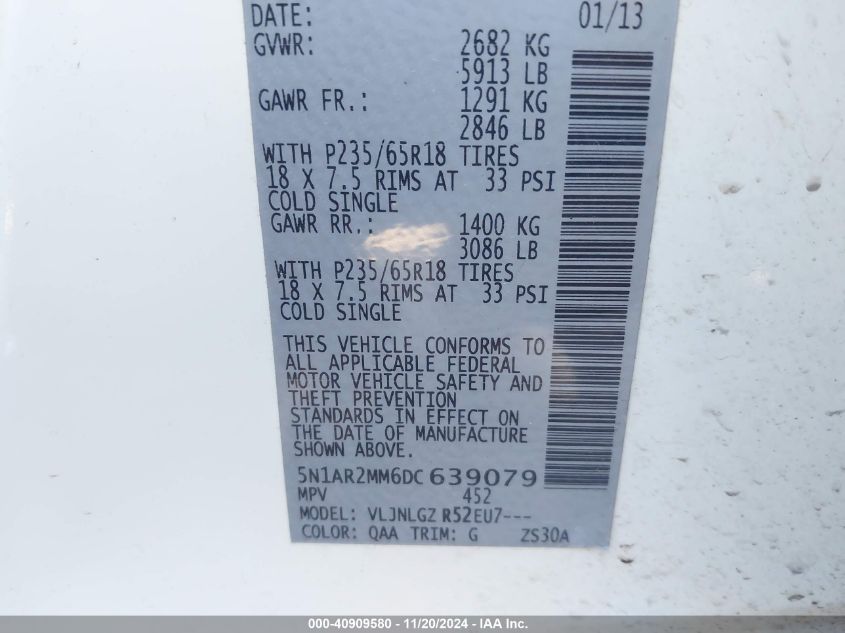 DATE: 01/13
GVWR: 2682 KG
5913 LB
GAWR FR.: 1291 KG
2846 LB
WITH P235/65R18 TIRES
18 X 7.5 RIMS AT 33 PSI
COLD SINGLE
GAWR RR.: 1400 KG
3086 LB
WITH P235/65R18 TIRES
18 X 7.5 RIMS AT 33 PSI
COLD SINGLE
THIS VEHICLE CONFORMS TO
ALL APPLICABLE FEDERAL
MOTOR VEHICLE SAFETY AND
THEFT PREVENTION
STANDARDS IN EFFECT ON
THE DATE OF MANUFACTURE
SHOWN ABOVE.
5N1AR2MM6DC 639079
MPV 452
MODEL: VLJNLGZ R52EU7---
COLOR: QAA TRIM: G ZS30A
000-40909580 - 11/20/2024 - IAA Inc.